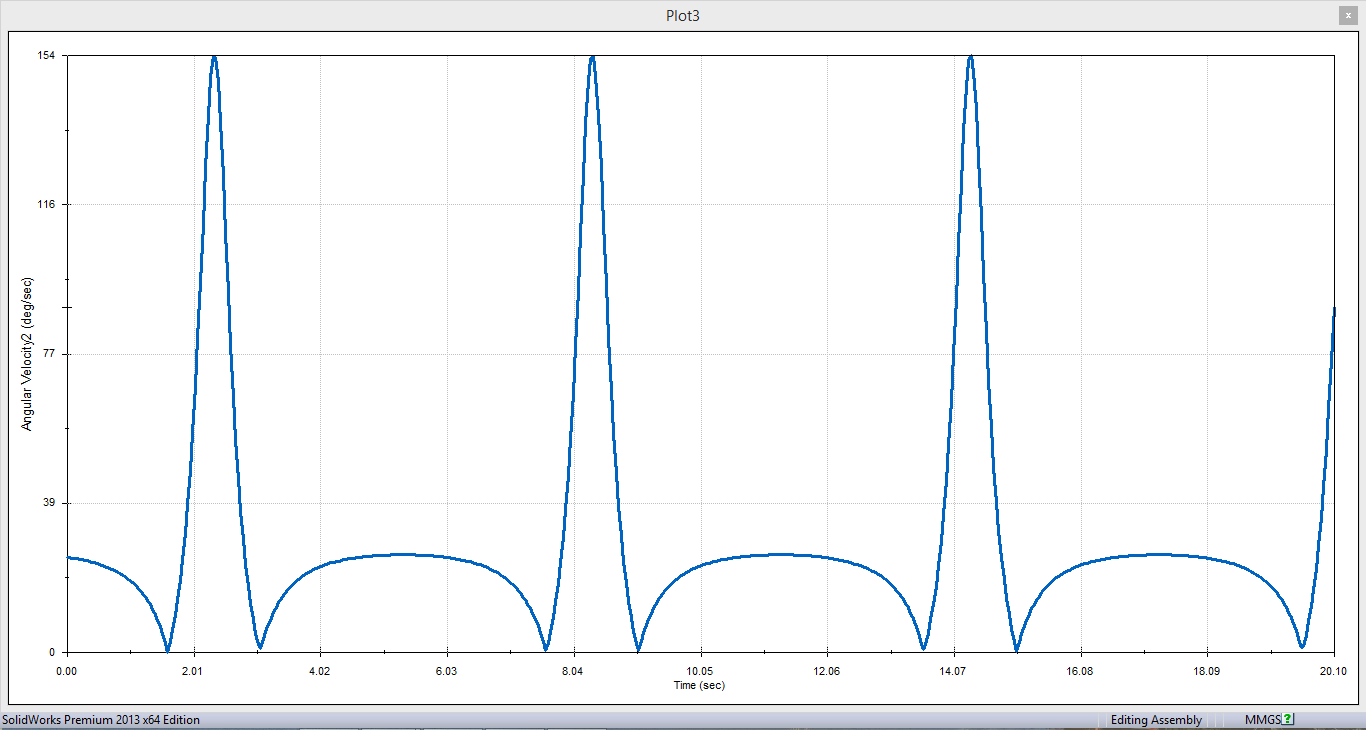 Plot3
x
154
116
77
39
0
Angular Velocity2 (deg/sec)
0.00 2.01 4.02 6.03 8.04 10.05 12.06 14.07 16.08 18.09 20.10
Time (sec)
SolidWorks Premium 2013 x64 Edition Editing Assembly MMGS ?